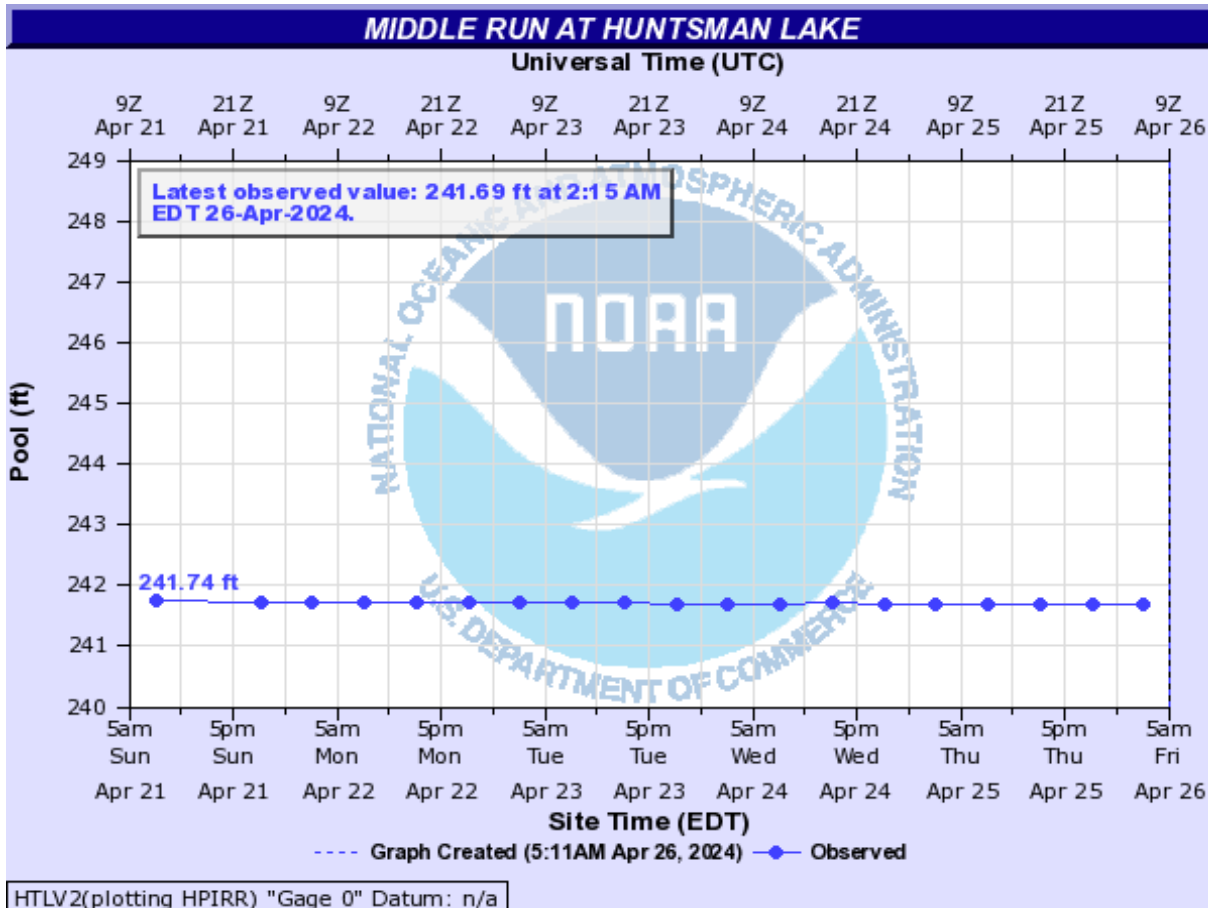 MIDDLE RUN AT HUNTSMAN LAKE
Universal Time (UTC)
9Z 21Z 9Z 21Z 9Z 21Z 9Z 21Z 9Z 21Z 9Z
Apr 21 Apr 21 Apr 22 Apr 22 Apr 23 Apr 23 Apr 24 Apr 24 Apr 25 Apr 25 Apr 26
249
Latest observed value: 241.69 ft at 2:15 AM
EDT 26-Apr-2024.
248
247
246
245
244
243
242
241
240
Pool (ft)
241.74 ft
NATIONAL OCEANIC AND ATMOSPHERIC ADMINISTRATION
NOAA
U.S. DEPARTMENT OF COMMERCE
5am 5pm 5am 5pm 5am 5pm 5am 5pm 5am 5pm 5am
Sun Sun Mon Mon Tue Tue Wed Wed Thu Thu Fri
Apr 21 Apr 21 Apr 22 Apr 22 Apr 23 Apr 23 Apr 24 Apr 24 Apr 25 Apr 25 Apr 26
Site Time (EDT)
Graph Created (5:11AM Apr 26, 2024) Observed
HTLV2(plotting HPIRR) "Gage 0" Datum: n/a